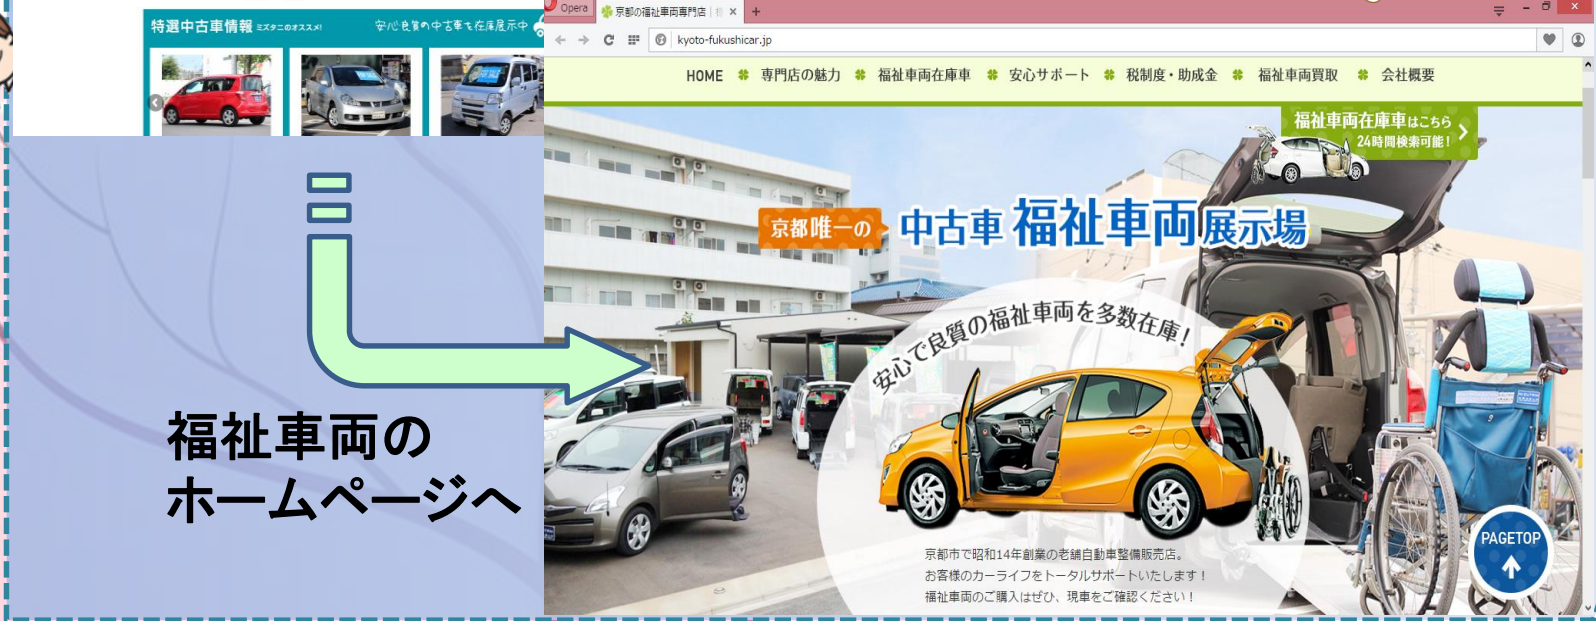 特選中古車情報 ミズタニのオススメ!
安心良質の中古車を在庫展示中
福祉車両の
ホームページへ
Opera
京都の福祉車両専門店
kyoto-fukushicar.jp
HOME 専門店の魅力 福祉車両在庫車 安心サポート 税制度・助成金 福祉車両買取 会社概要
福祉車両在庫車はこちら
24時間検索可能!
京都唯一の 中古車 福祉車両 展示場
安心で良質の福祉車両を多数在庫!
京都市で昭和14年創業の老舗自動車整備販売店。
お客様のカーライフをトータルサポートいたします!
福祉車両のご購入はぜひ、現車をご確認ください!
PAGETOP